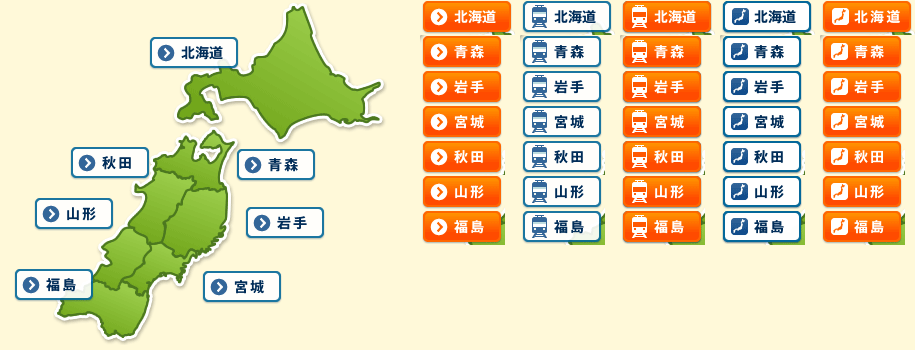 北海道
秋田
青森
山形
岩手
福島
宮城
北海道 北海道 北海道 北海道 北海道
青森 青森 青森 青森 青森
岩手 岩手 岩手 岩手 岩手
宮城 宮城 宮城 宮城 宮城
秋田 秋田 秋田 秋田 秋田
山形 山形 山形 山形 山形
福島 福島 福島 福島 福島